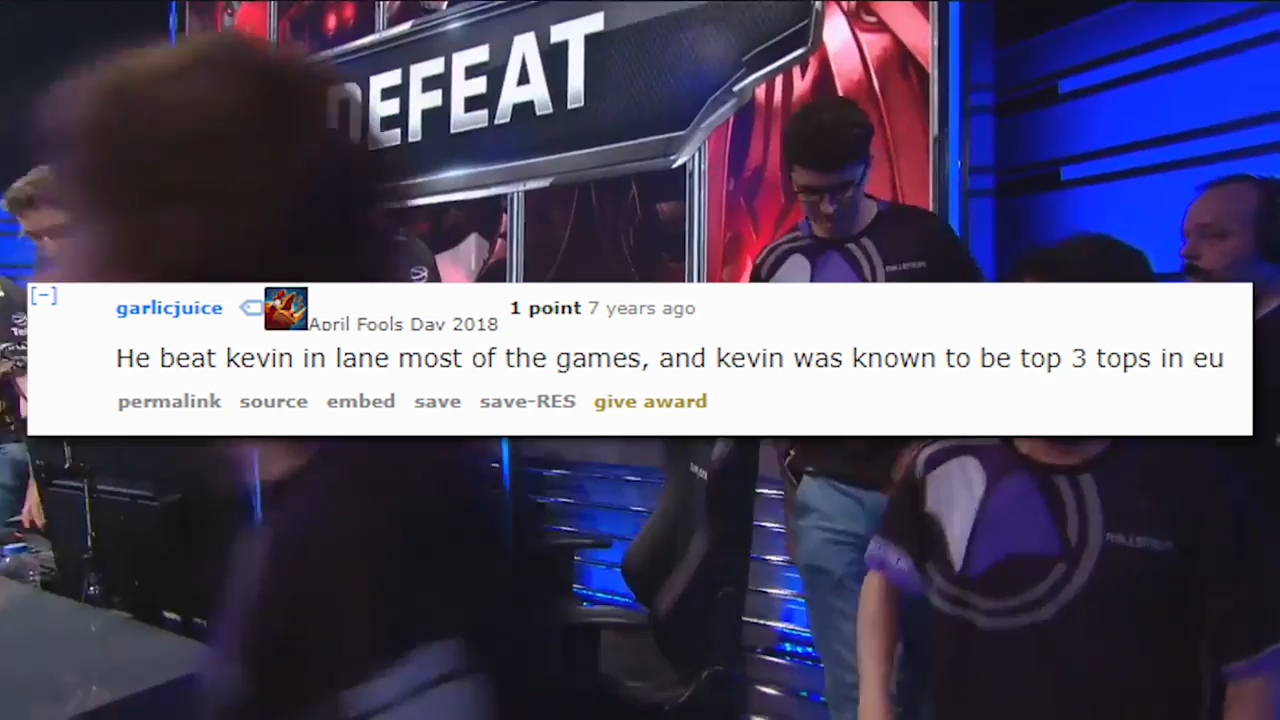 DEFEAT
[−]
garlicjuice
April Fools Day 2018
1 point 7 years ago
He beat kevin in lane most of the games, and kevin was known to be top 3 tops in eu
permalink source embed save save-RES give award
MILLENIUM